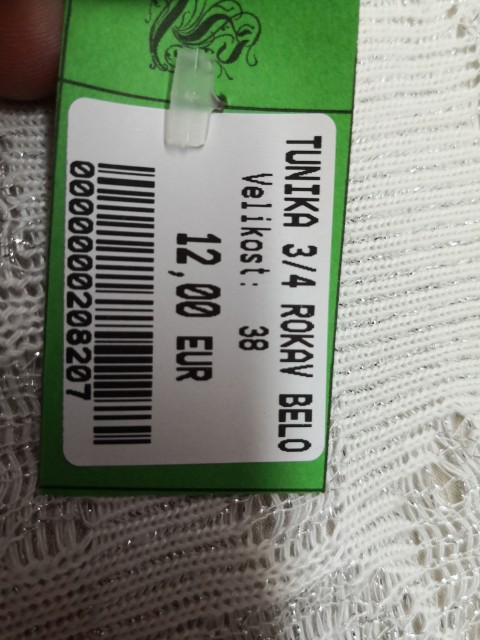 TUNIKA 3/4 ROKAV BELO
Velikost: 38
12,00 EUR
0000000208207